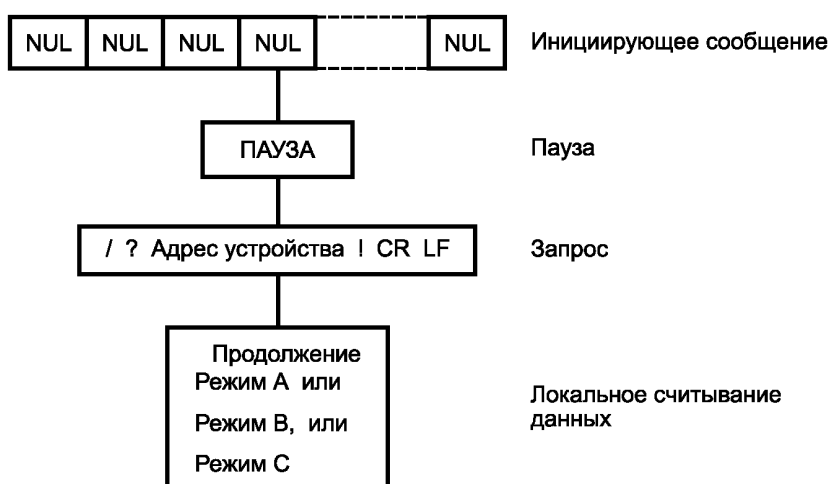 NUL NUL NUL NUL NUL Инициирующее сообщение
ПАУЗА Пауза
/ ? Адрес устройства ! CR LF Запрос
Продолжение
Режим А или
Режим В, или
Режим С
Локальное считывание
данных